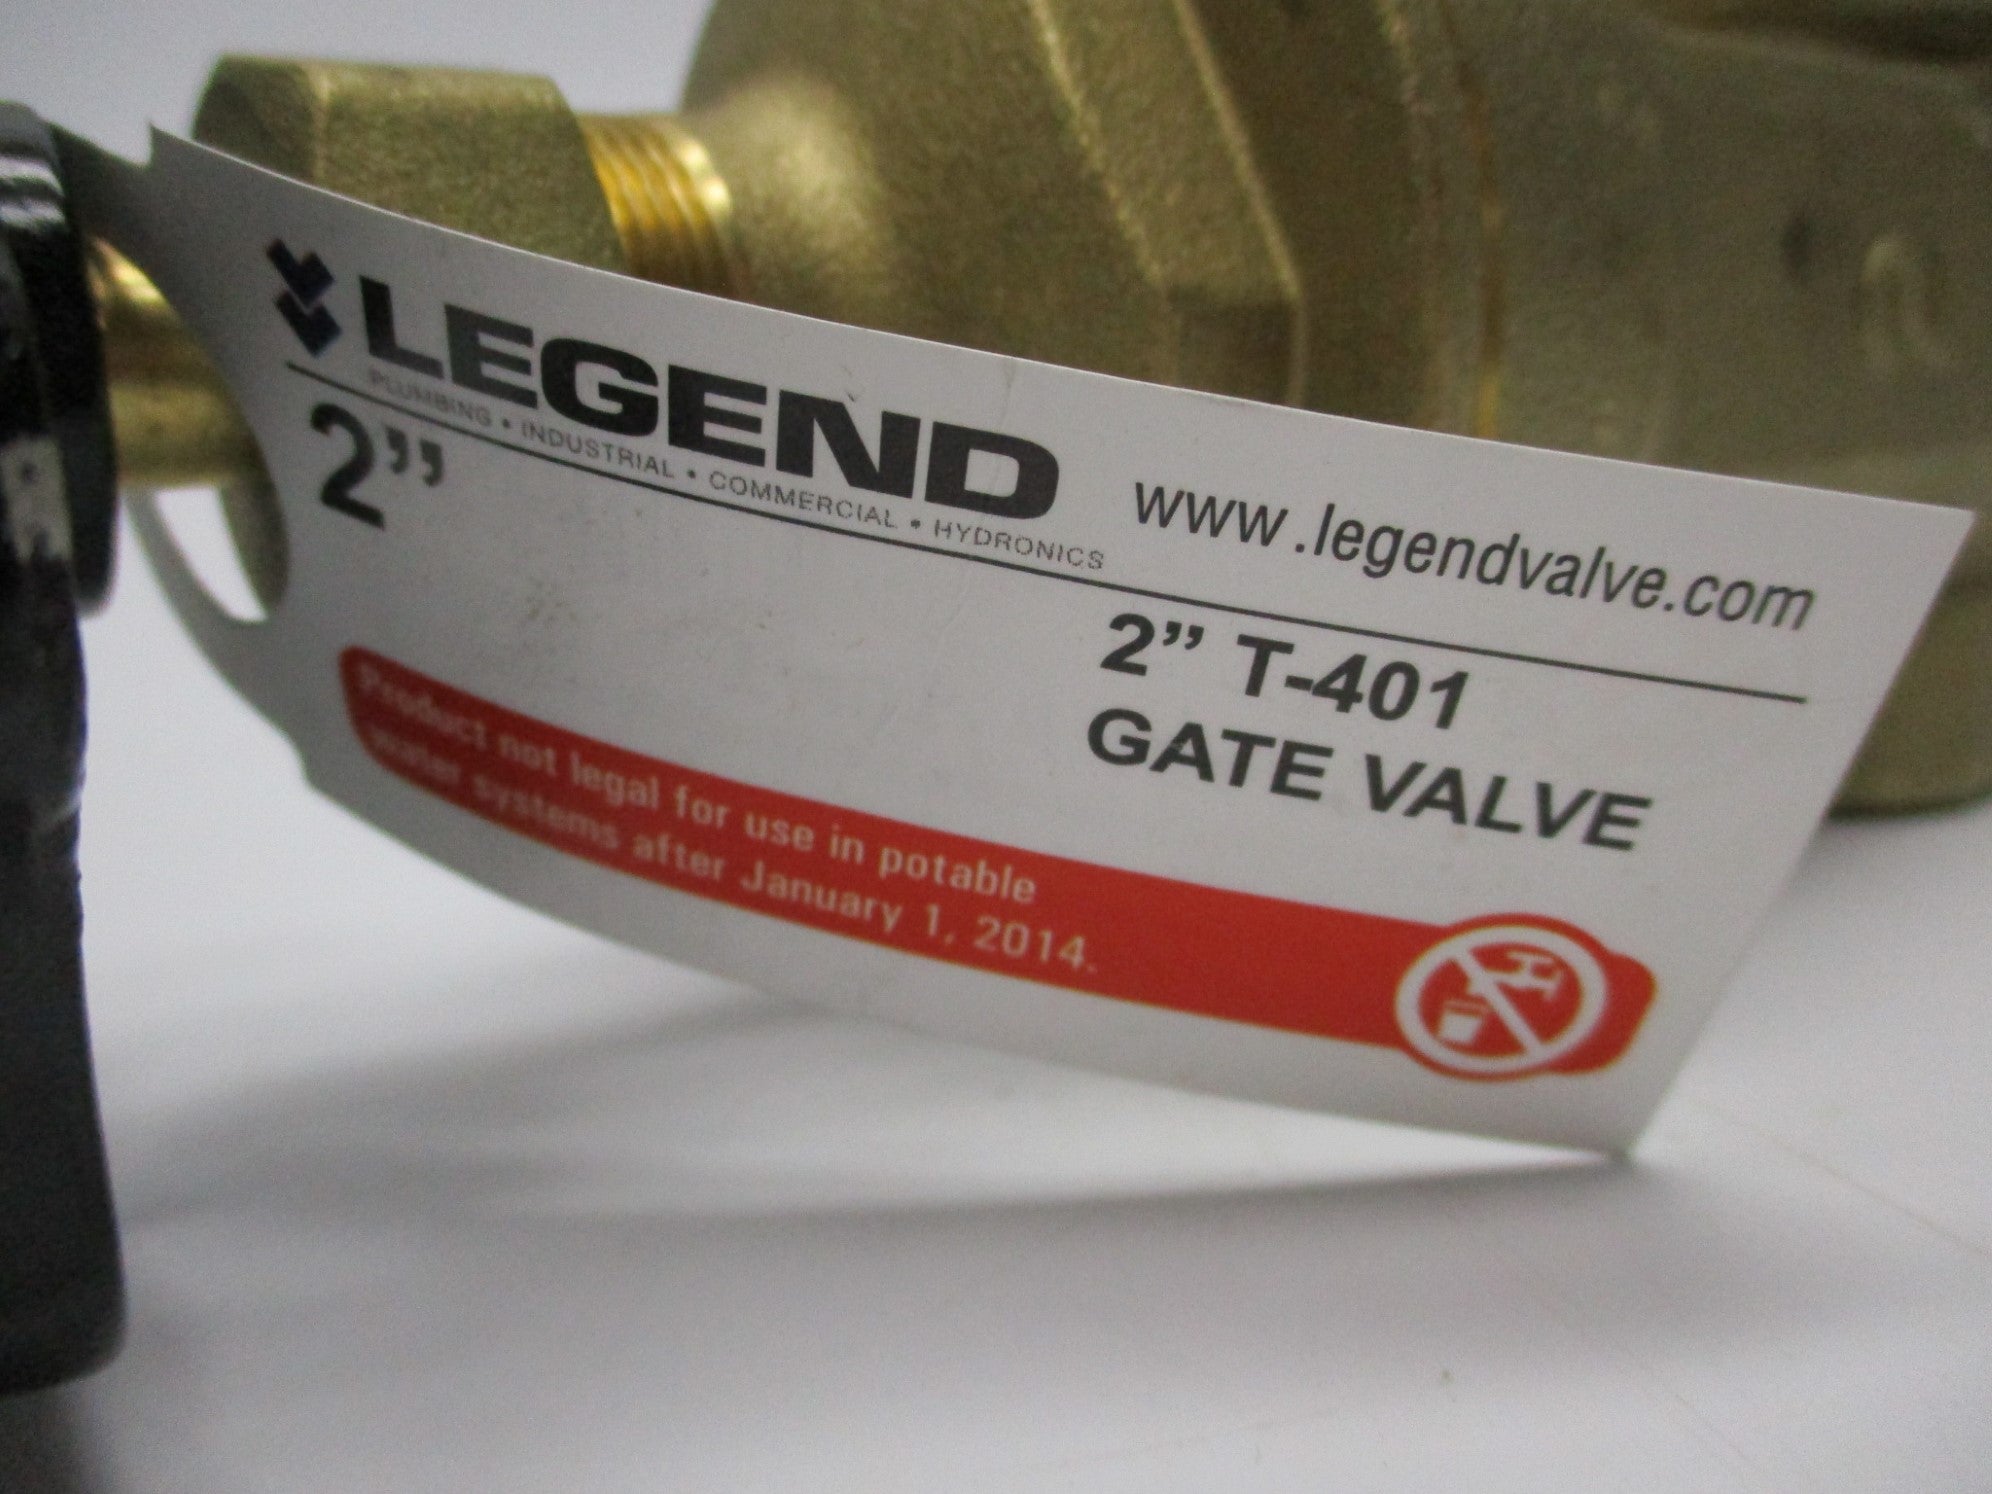 LEGEND
PLUMBING • INDUSTRIAL • COMMERCIAL • HYDRONICS
www.legendvalve.com
2”
2” T-401
GATE VALVE
Product not legal for use in potable
water systems after January 1, 2014.